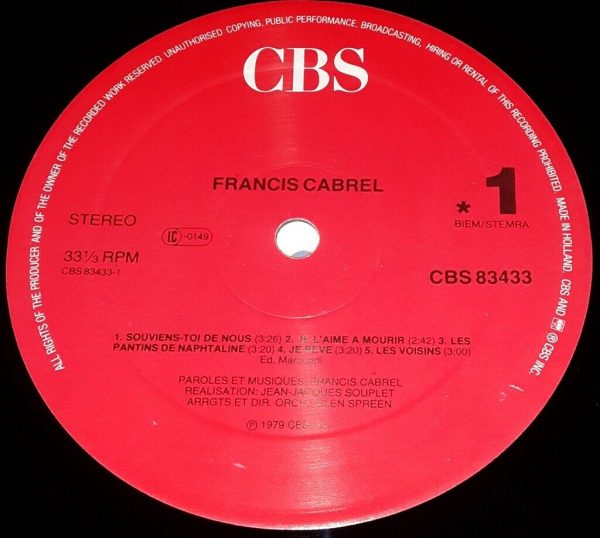 ALL RIGHTS OF THE PRODUCER AND OF THE OWNER OF THE RECORDED WORK RESERVED. UNAUTHORISED COPYING, PUBLIC PERFORMANCE, BROADCASTING, HIRING OR RENTAL OF THIS RECORDING PROHIBITED. MADE IN HOLLAND. CBS AND ℗ CBS INC.
CBS
FRANCIS CABREL
STEREO
* 1
BIEM/STEMRA
33⅓ RPM
CBS 83433-1
IC -0149
CBS 83433
1. SOUVIENS-TOI DE NOUS (3:26) 2. JE L'AIME A MOURIR (2:42) 3. LES
PANTINS DE NAPHTALINE (3:20) 4. JE REVE (3:20) 5. LES VOISINS (3:00)
Ed.
PAROLES ET MUSIQUES: FRANCIS CABREL
REALISATION: JEAN-JACQUES SOUPLET
ARRGTS ET DIR. ORCH: SPREEN
℗ 1979 CBS